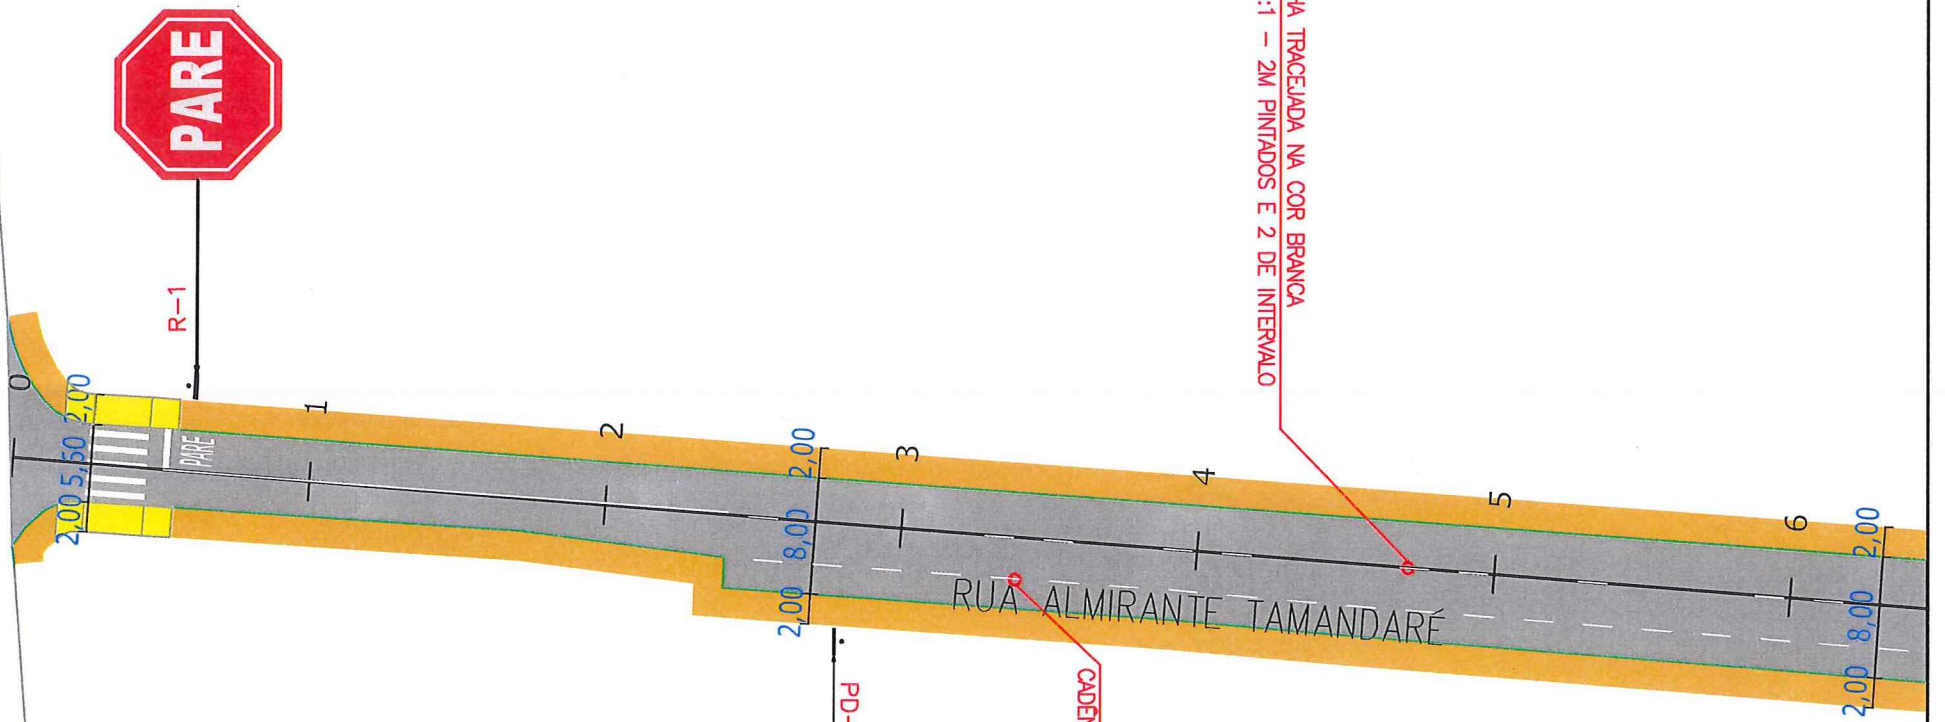 PARE
R-1
HA TRACEJADA NA COR BRANCA
:1 - 2M PINTADOS E 2 DE INTERVALO
0
2,00
5,50
2,00
PARE
1
2
2,00
8,00
2,00
3
4
5
6
2,00
8,00
2,00
RUA ALMIRANTE TAMANDARÉ
PD-
CADÊN